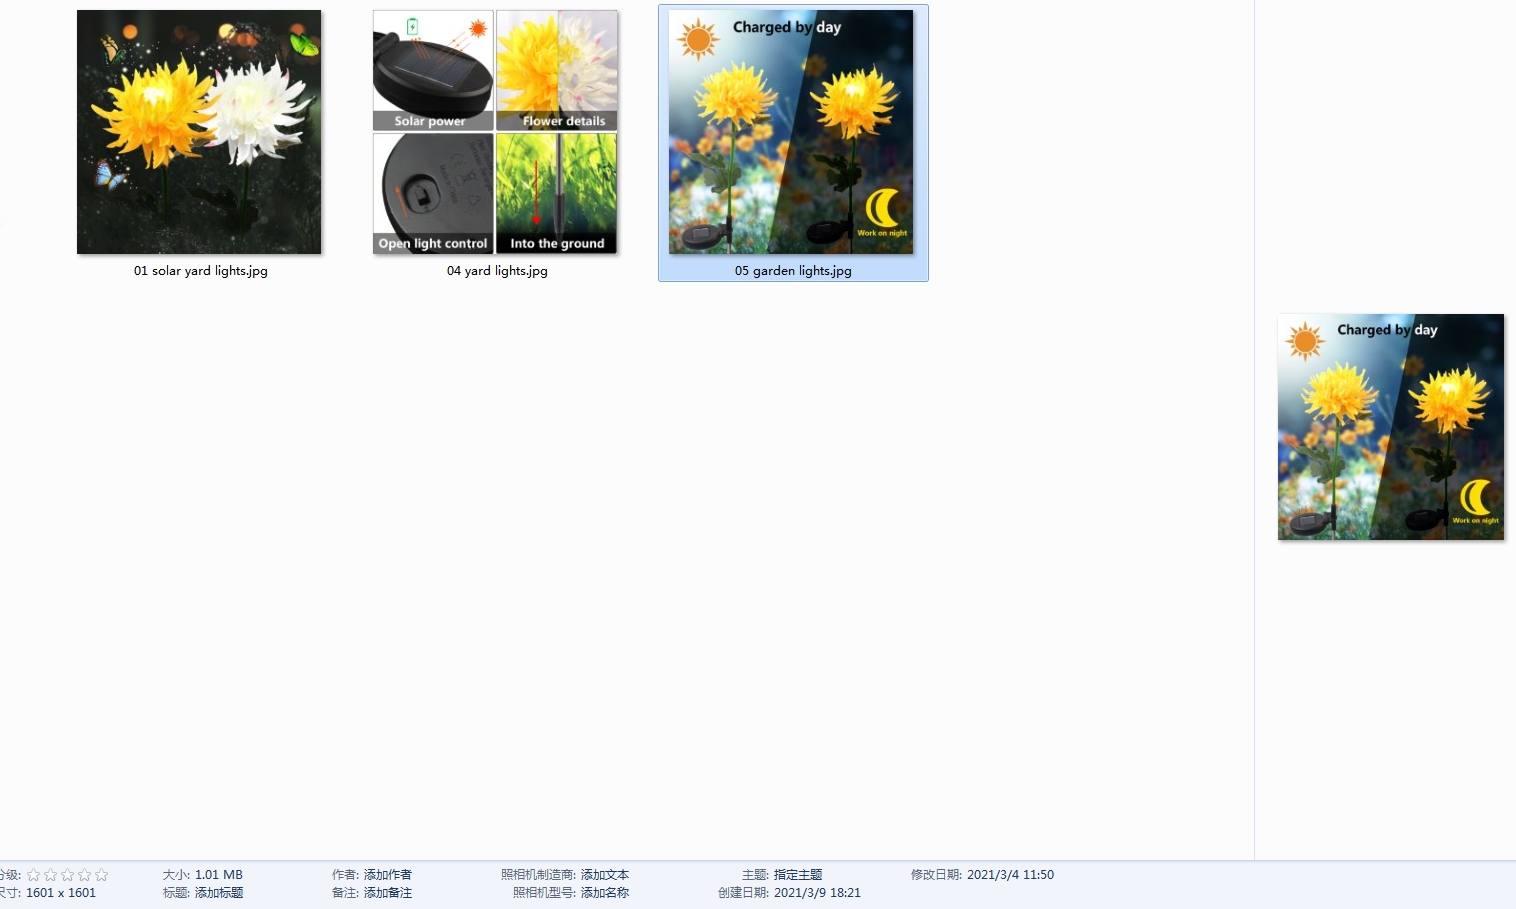 Solar power
Flower details
Open light control
Into the ground
Charged by day
Work on night
01 solar yard lights.jpg
04 yard lights.jpg
05 garden lights.jpg
Charged by day
Work on night
分级:
大小: 1.01 MB
作者: 添加作者
照相机制造商: 添加文本
主题: 指定主题
修改日期: 2021/3/4 11:50
尺寸: 1601 x 1601
标题: 添加标题
备注: 添加备注
照相机型号: 添加名称
创建日期: 2021/3/9 18:21